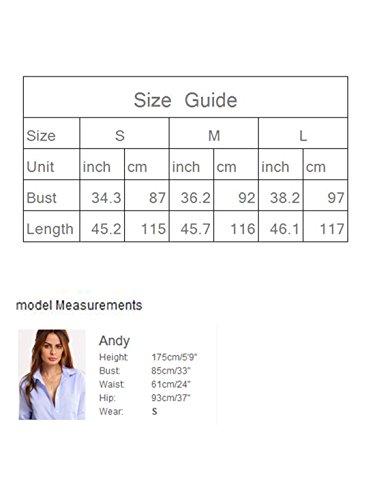 Size Guide
Size S M L
Unit inch cm inch cm inch cm
Bust 34.3 87 36.2 92 38.2 97
Length 45.2 115 45.7 116 46.1 117
model Measurements
Andy
Height: 175cm/5'9"
Bust: 85cm/33"
Waist: 61cm/24"
Hip: 93cm/37"
Wear: S